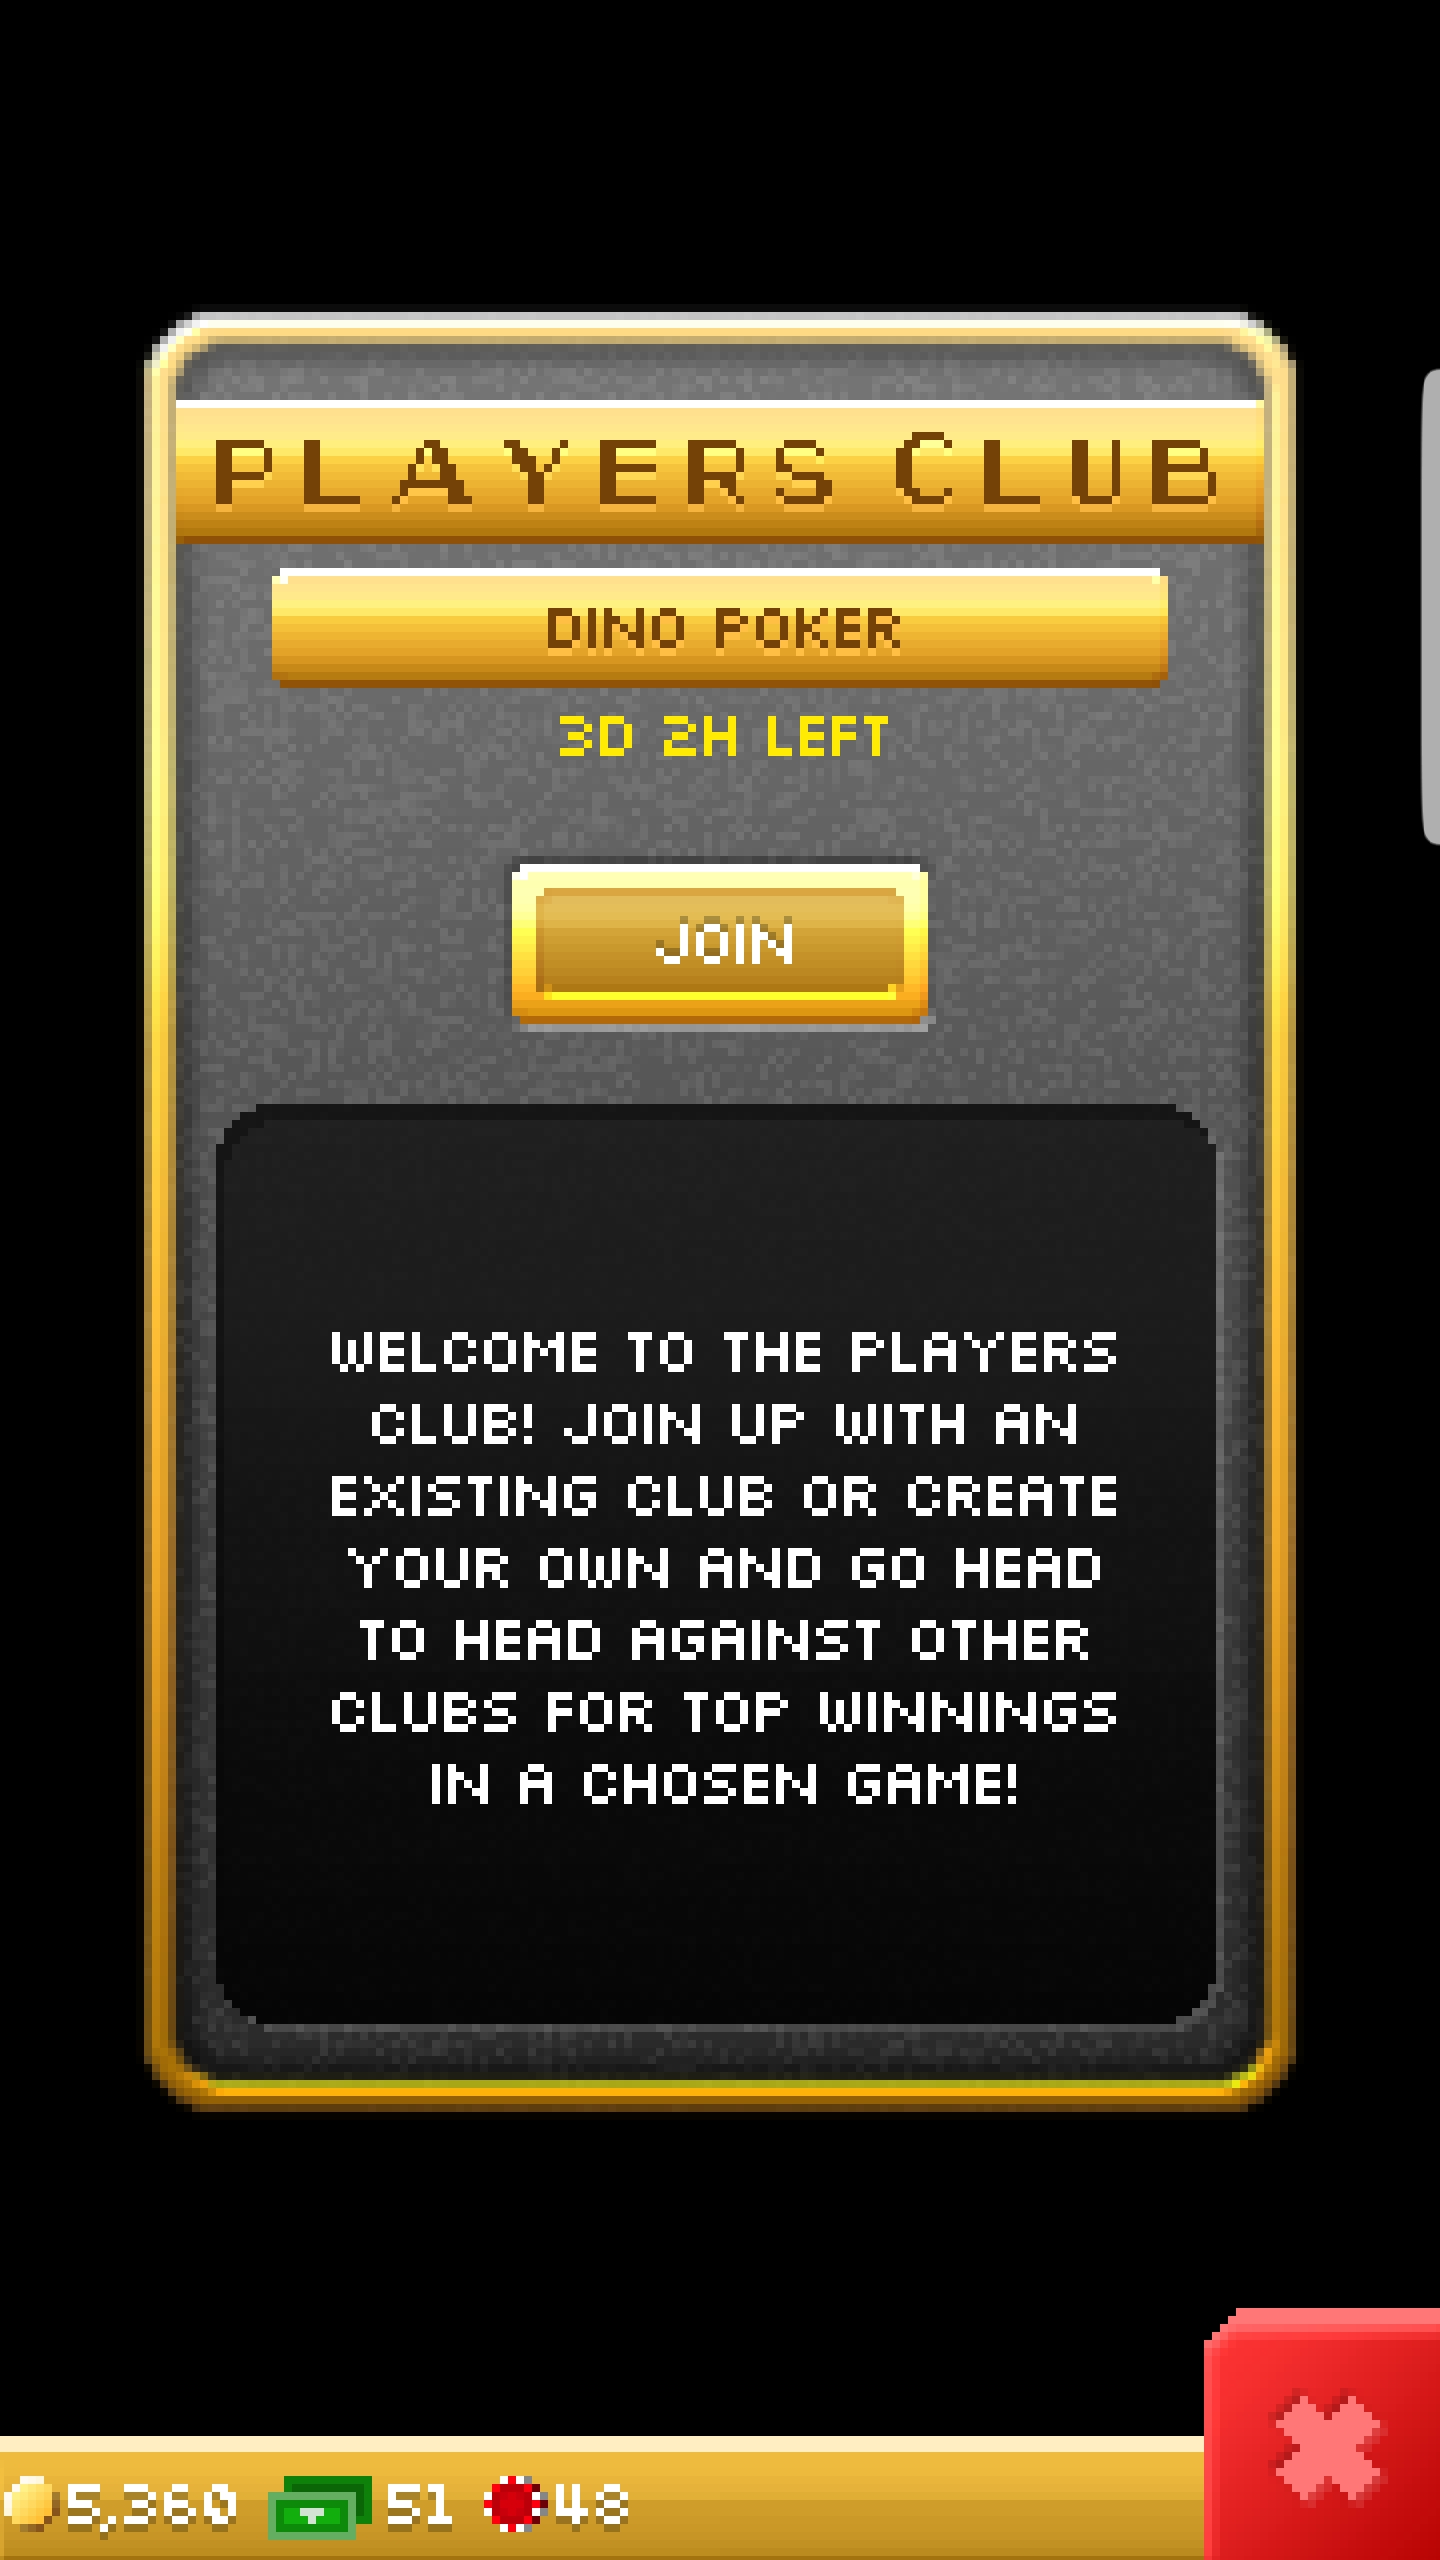 PLAYERS CLUB
DINO POKER
3D 2H LEFT
JOIN
WELCOME TO THE PLAYERS
CLUB! JOIN UP WITH AN
EXISTING CLUB OR CREATE
YOUR OWN AND GO HEAD
TO HEAD AGAINST OTHER
CLUBS FOR TOP WINNINGS
IN A CHOSEN GAME!
5,360 51 48